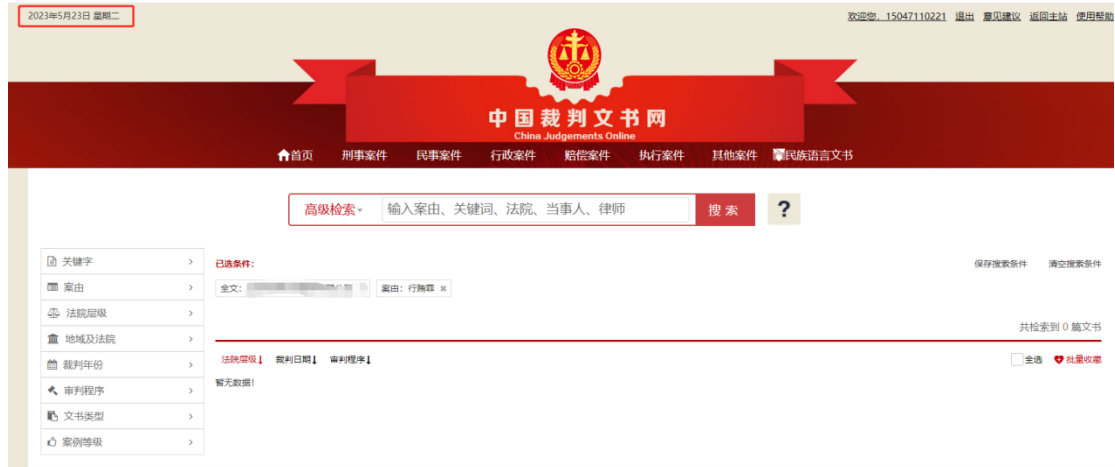 2023年5月23日 星期二
欢迎您，15047110221 退出 意见建议 返回主站 使用帮助
中国裁判文书网
China Judgements Online
首页 刑事案件 民事案件 行政案件 赔偿案件 执行案件 其他案件 民族语言文书
高级检索 输入案由、关键词、法院、当事人、律师 搜索 ?
关键字
案由
法院层级
地域及法院
裁判年份
审判程序
文书类型
案例等级
已选条件:
保存搜索条件 清空搜索条件
全文: 案由: 行贿罪
共检索到 0 篇文书
法院层级 裁判日期 审判程序
全选 批量收藏
暂无数据!